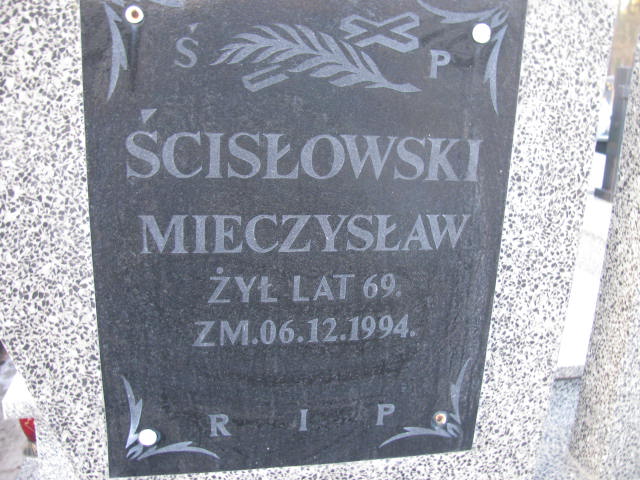 Ś P
ŚCISŁOWSKI
MIECZYSŁAW
ŻYŁ LAT 69.
ZM.06.12.1994.
R I P